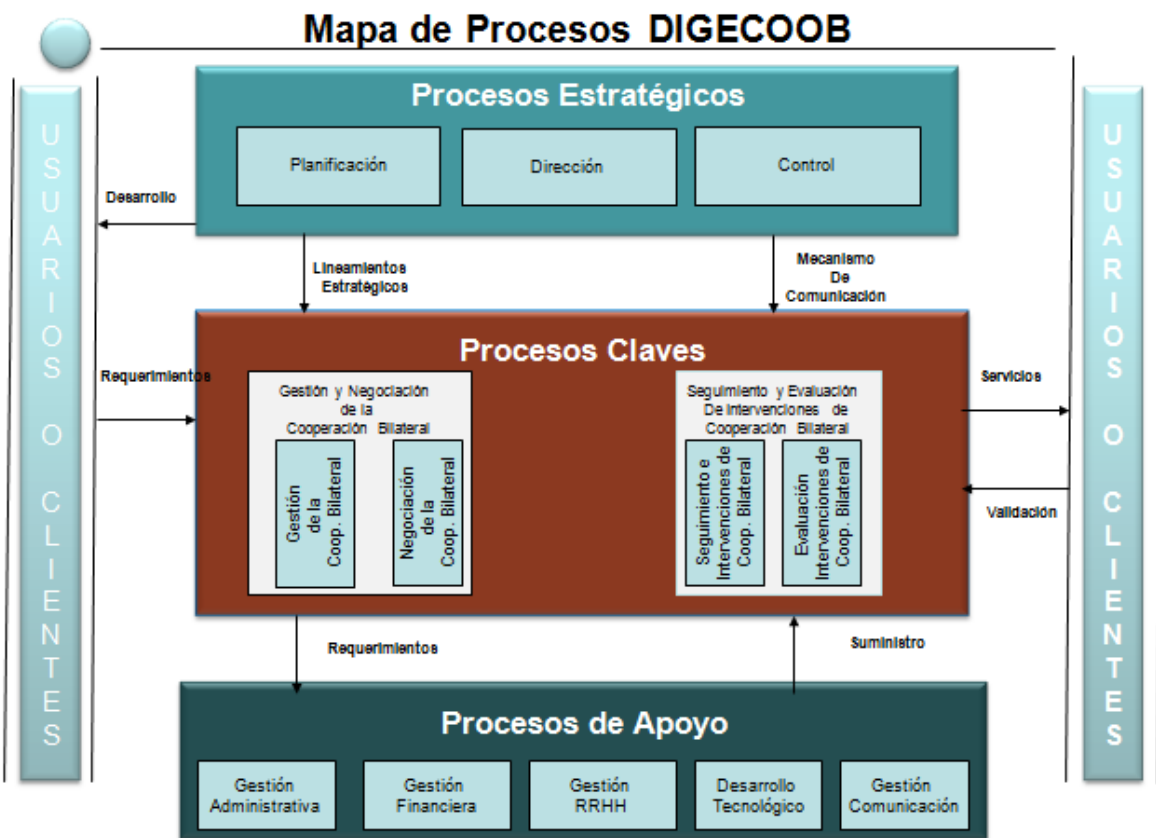 Mapa de Procesos DIGECOOB
USUARIOS O CLIENTES
Procesos Estratégicos
Planificación
Dirección
Control
Desarrollo
Lineamientos
Estratégicos
Mecanismo
De
Comunicación
Procesos Claves
Requerimientos
Gestión y Negociación
de la
Cooperación Bilateral
Gestión
de la
Coop. Bilateral
Negociación
de la
Coop. Bilateral
Seguimiento y Evaluación
De Intervenciones de
Cooperación Bilateral
Seguimiento e
Intervenciones de
Coop. Bilateral
Evaluación
Intervenciones de
Coop. Bilateral
Servicios
Validación
Requerimientos
Suministro
Procesos de Apoyo
Gestión
Administrativa
Gestión
Financiera
Gestión
RRHH
Desarrollo
Tecnológico
Gestión
Comunicación
USUARIOS O CLIENTES